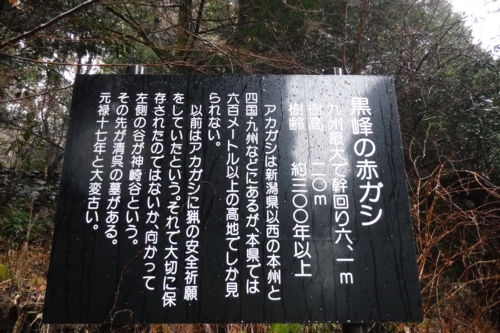 黒峰の赤ガシ
九州最大で幹回り六、一m
樹高　二〇m
樹齢　約三〇〇年以上
アカガシは新潟県以西の本州と
四国九州などにあるが、本県では
六百メートル以上の高地でしか見
られない。
以前はアカガシに猟の安全祈願
をしていたという。それで大切に保
存されたのではないか、向かって
左側の谷が神崎谷という。
その先が清呉の墓がある。
元禄十七年と大変古い。